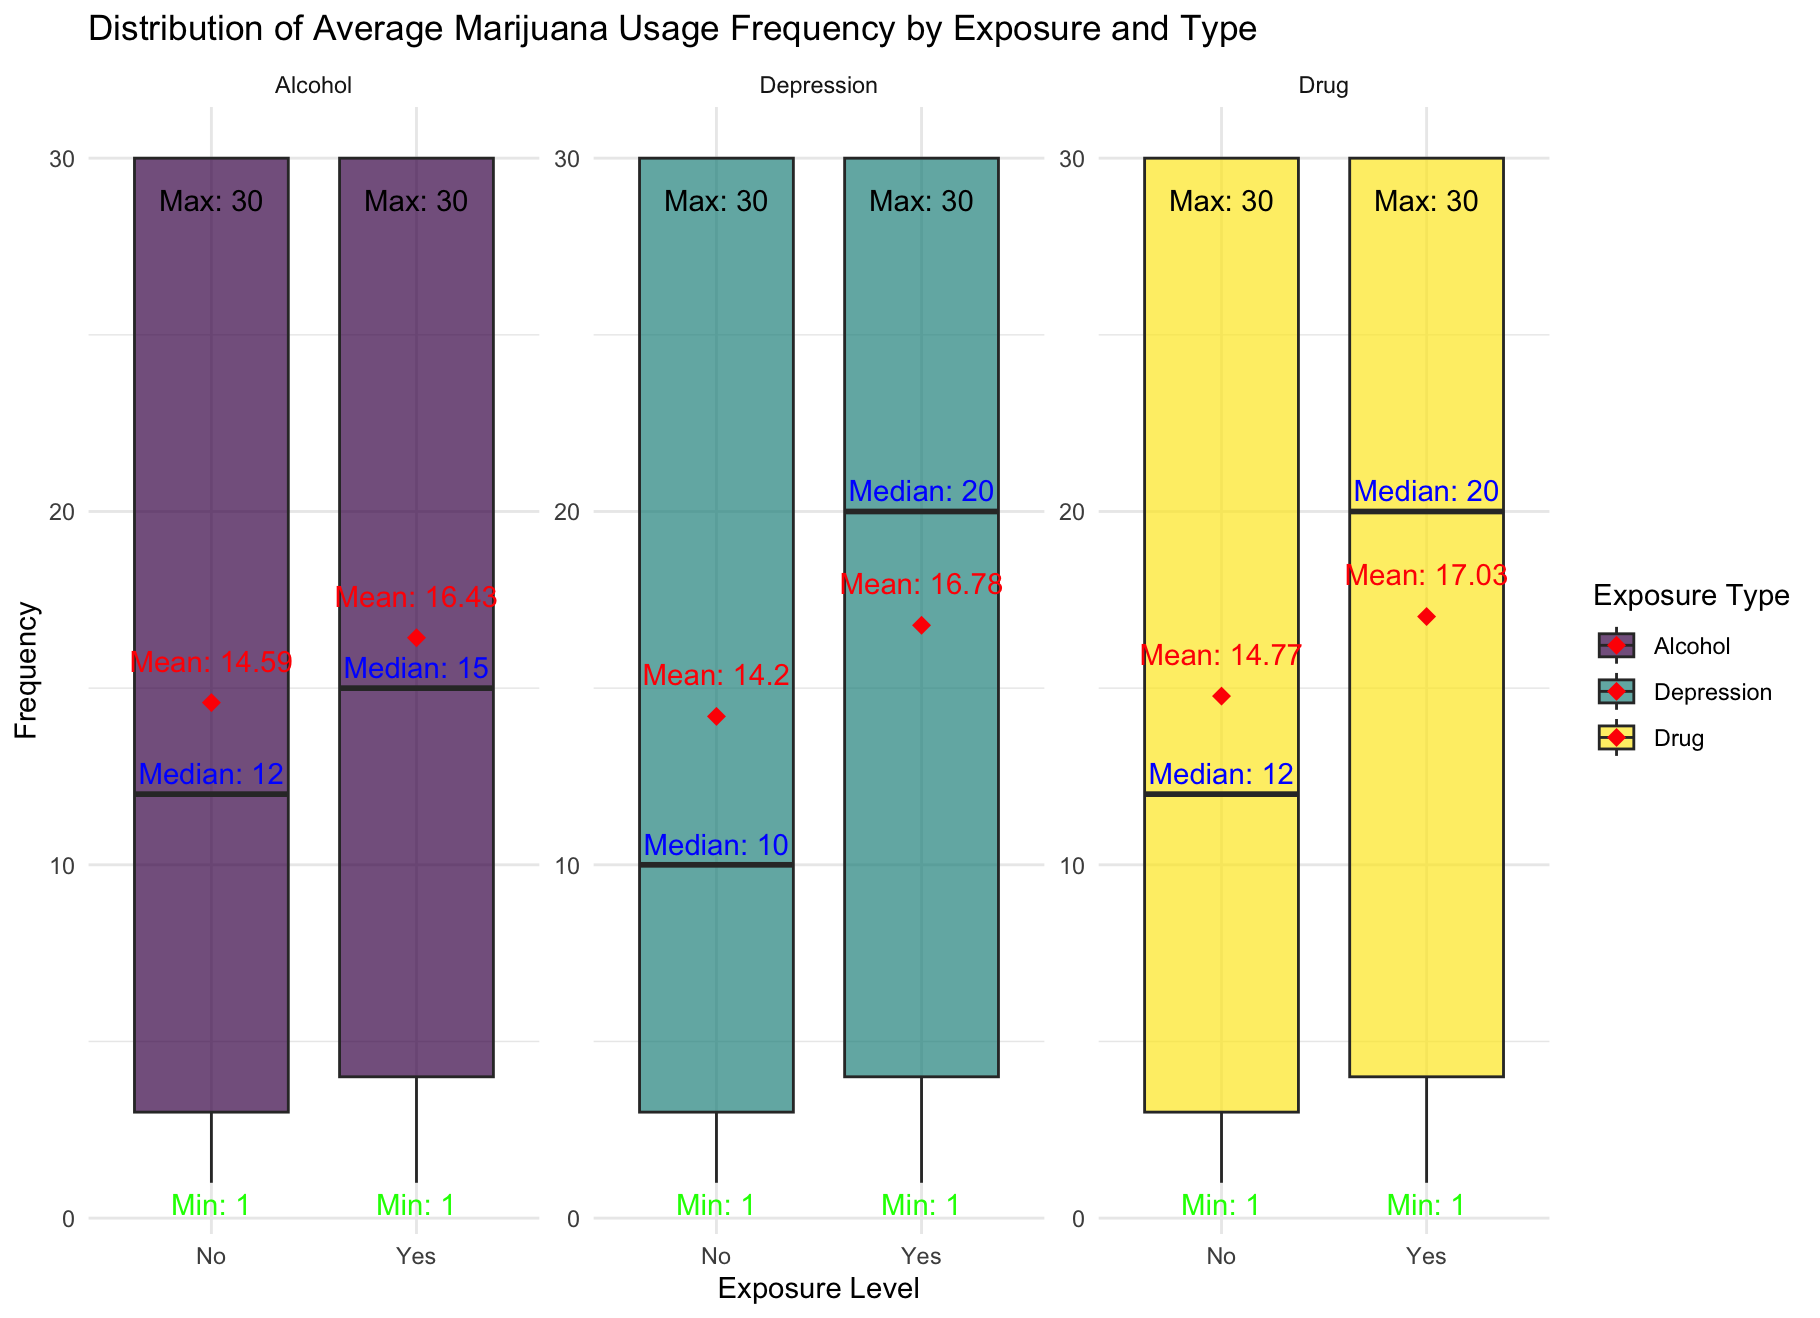 Distribution of Average Marijuana Usage Frequency by Exposure and Type
Alcohol
Depression
Drug
Frequency
30
20
10
0
Max: 30
Max: 30
Mean: 14.59
Mean: 16.43
Median: 12
Median: 15
Min: 1
Min: 1
No
Yes
30
20
10
0
Max: 30
Max: 30
Mean: 14.2
Mean: 16.78
Median: 10
Median: 20
Min: 1
Min: 1
No
Yes
30
20
10
0
Max: 30
Max: 30
Mean: 14.77
Mean: 17.03
Median: 12
Median: 20
Min: 1
Min: 1
No
Yes
Exposure Level
Exposure Type
Alcohol
Depression
Drug